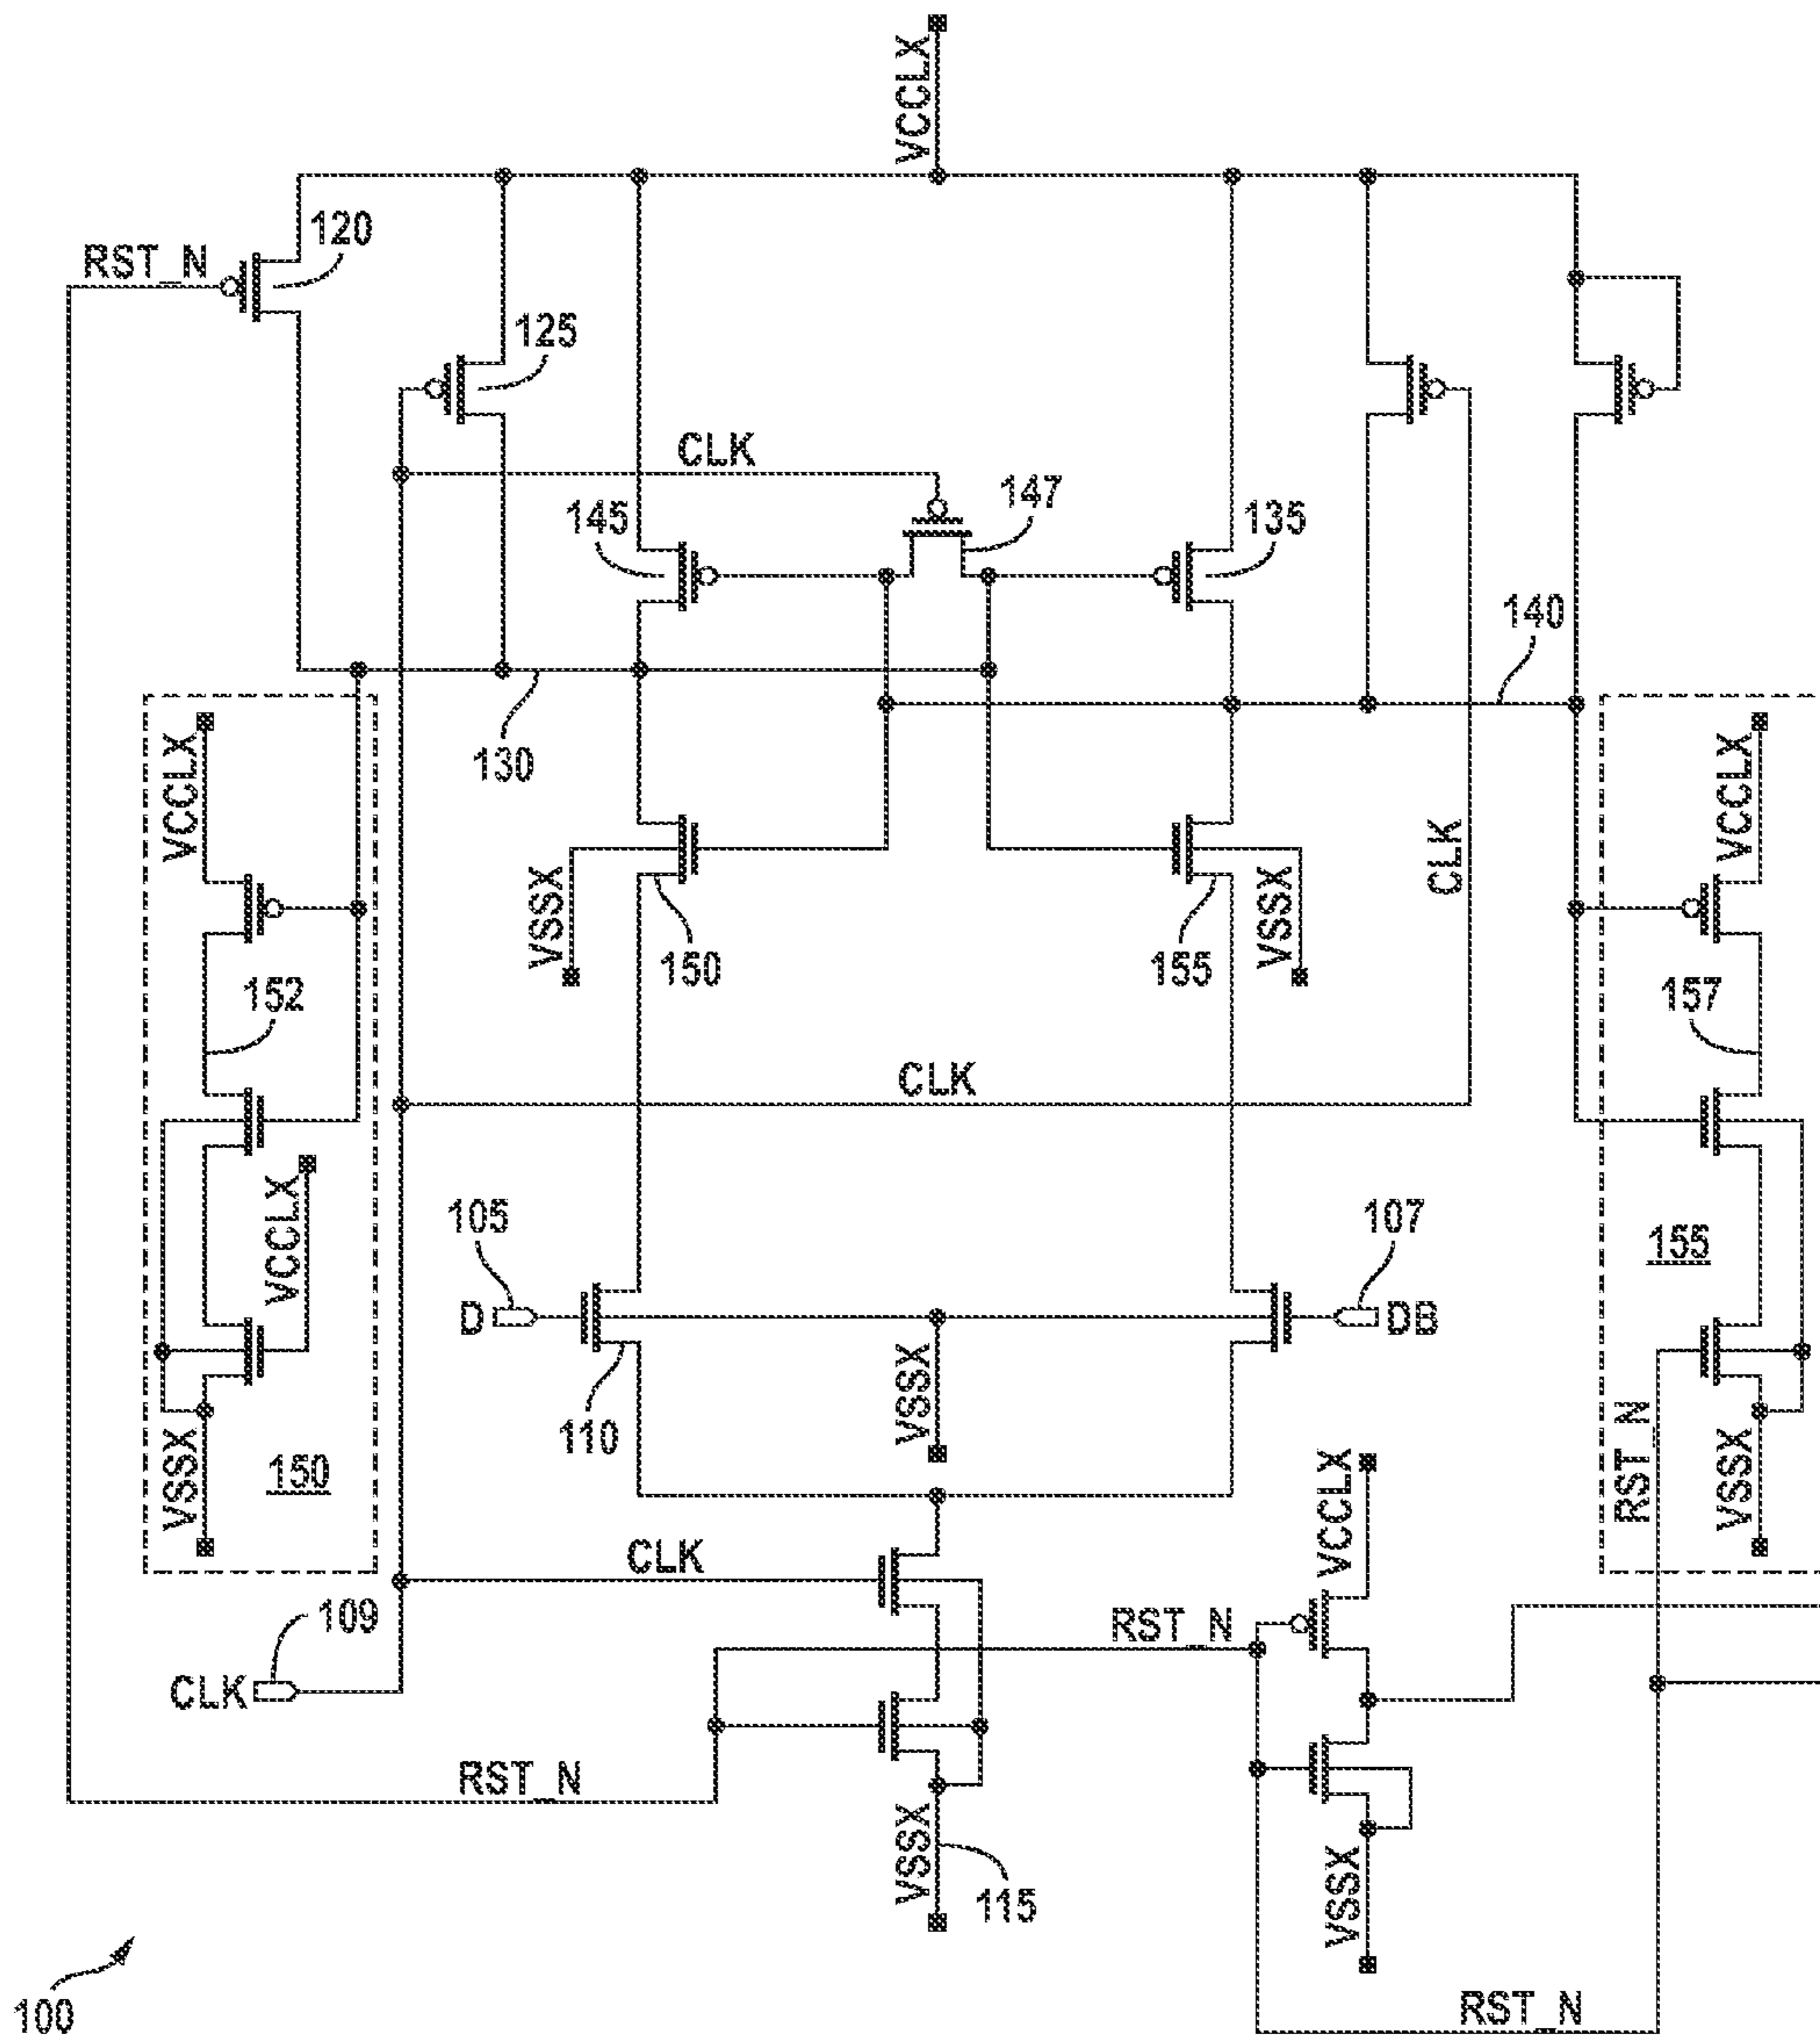 VCCLX
120
RST_N
125
CLK
147
145
135
140
130
VCCLX
VCCLX
CLK
VSSX
VSSX
150
155
152
157
CLK
105
107
VCCLX
155
D
DB
110
VSSX
VSSX
150
VCCLX
RST_N
VSSX
CLK
109
RST_N
CLK
RST_N
VSSX
115
VSSX
100
RST_N